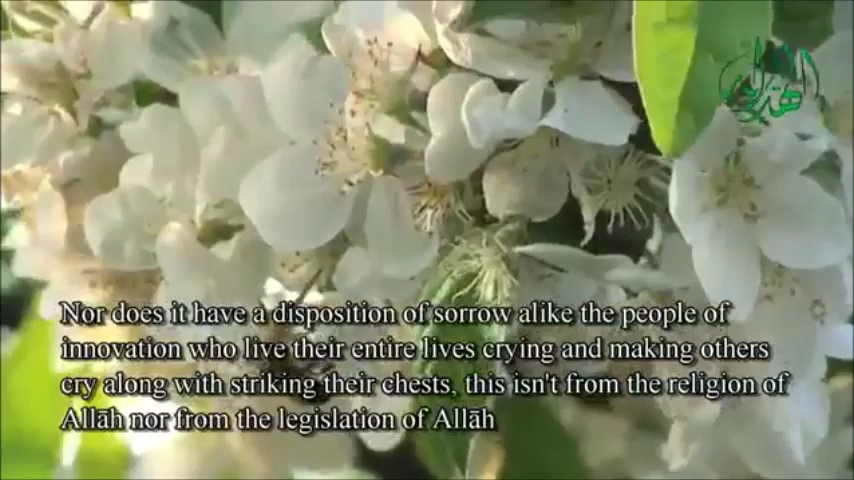 Nor does it have a disposition of sorrow alike the people of
innovation who live their entire lives crying and making others
cry along with striking their chests, this isn't from the religion of
Allāh nor from the legislation of Allāh